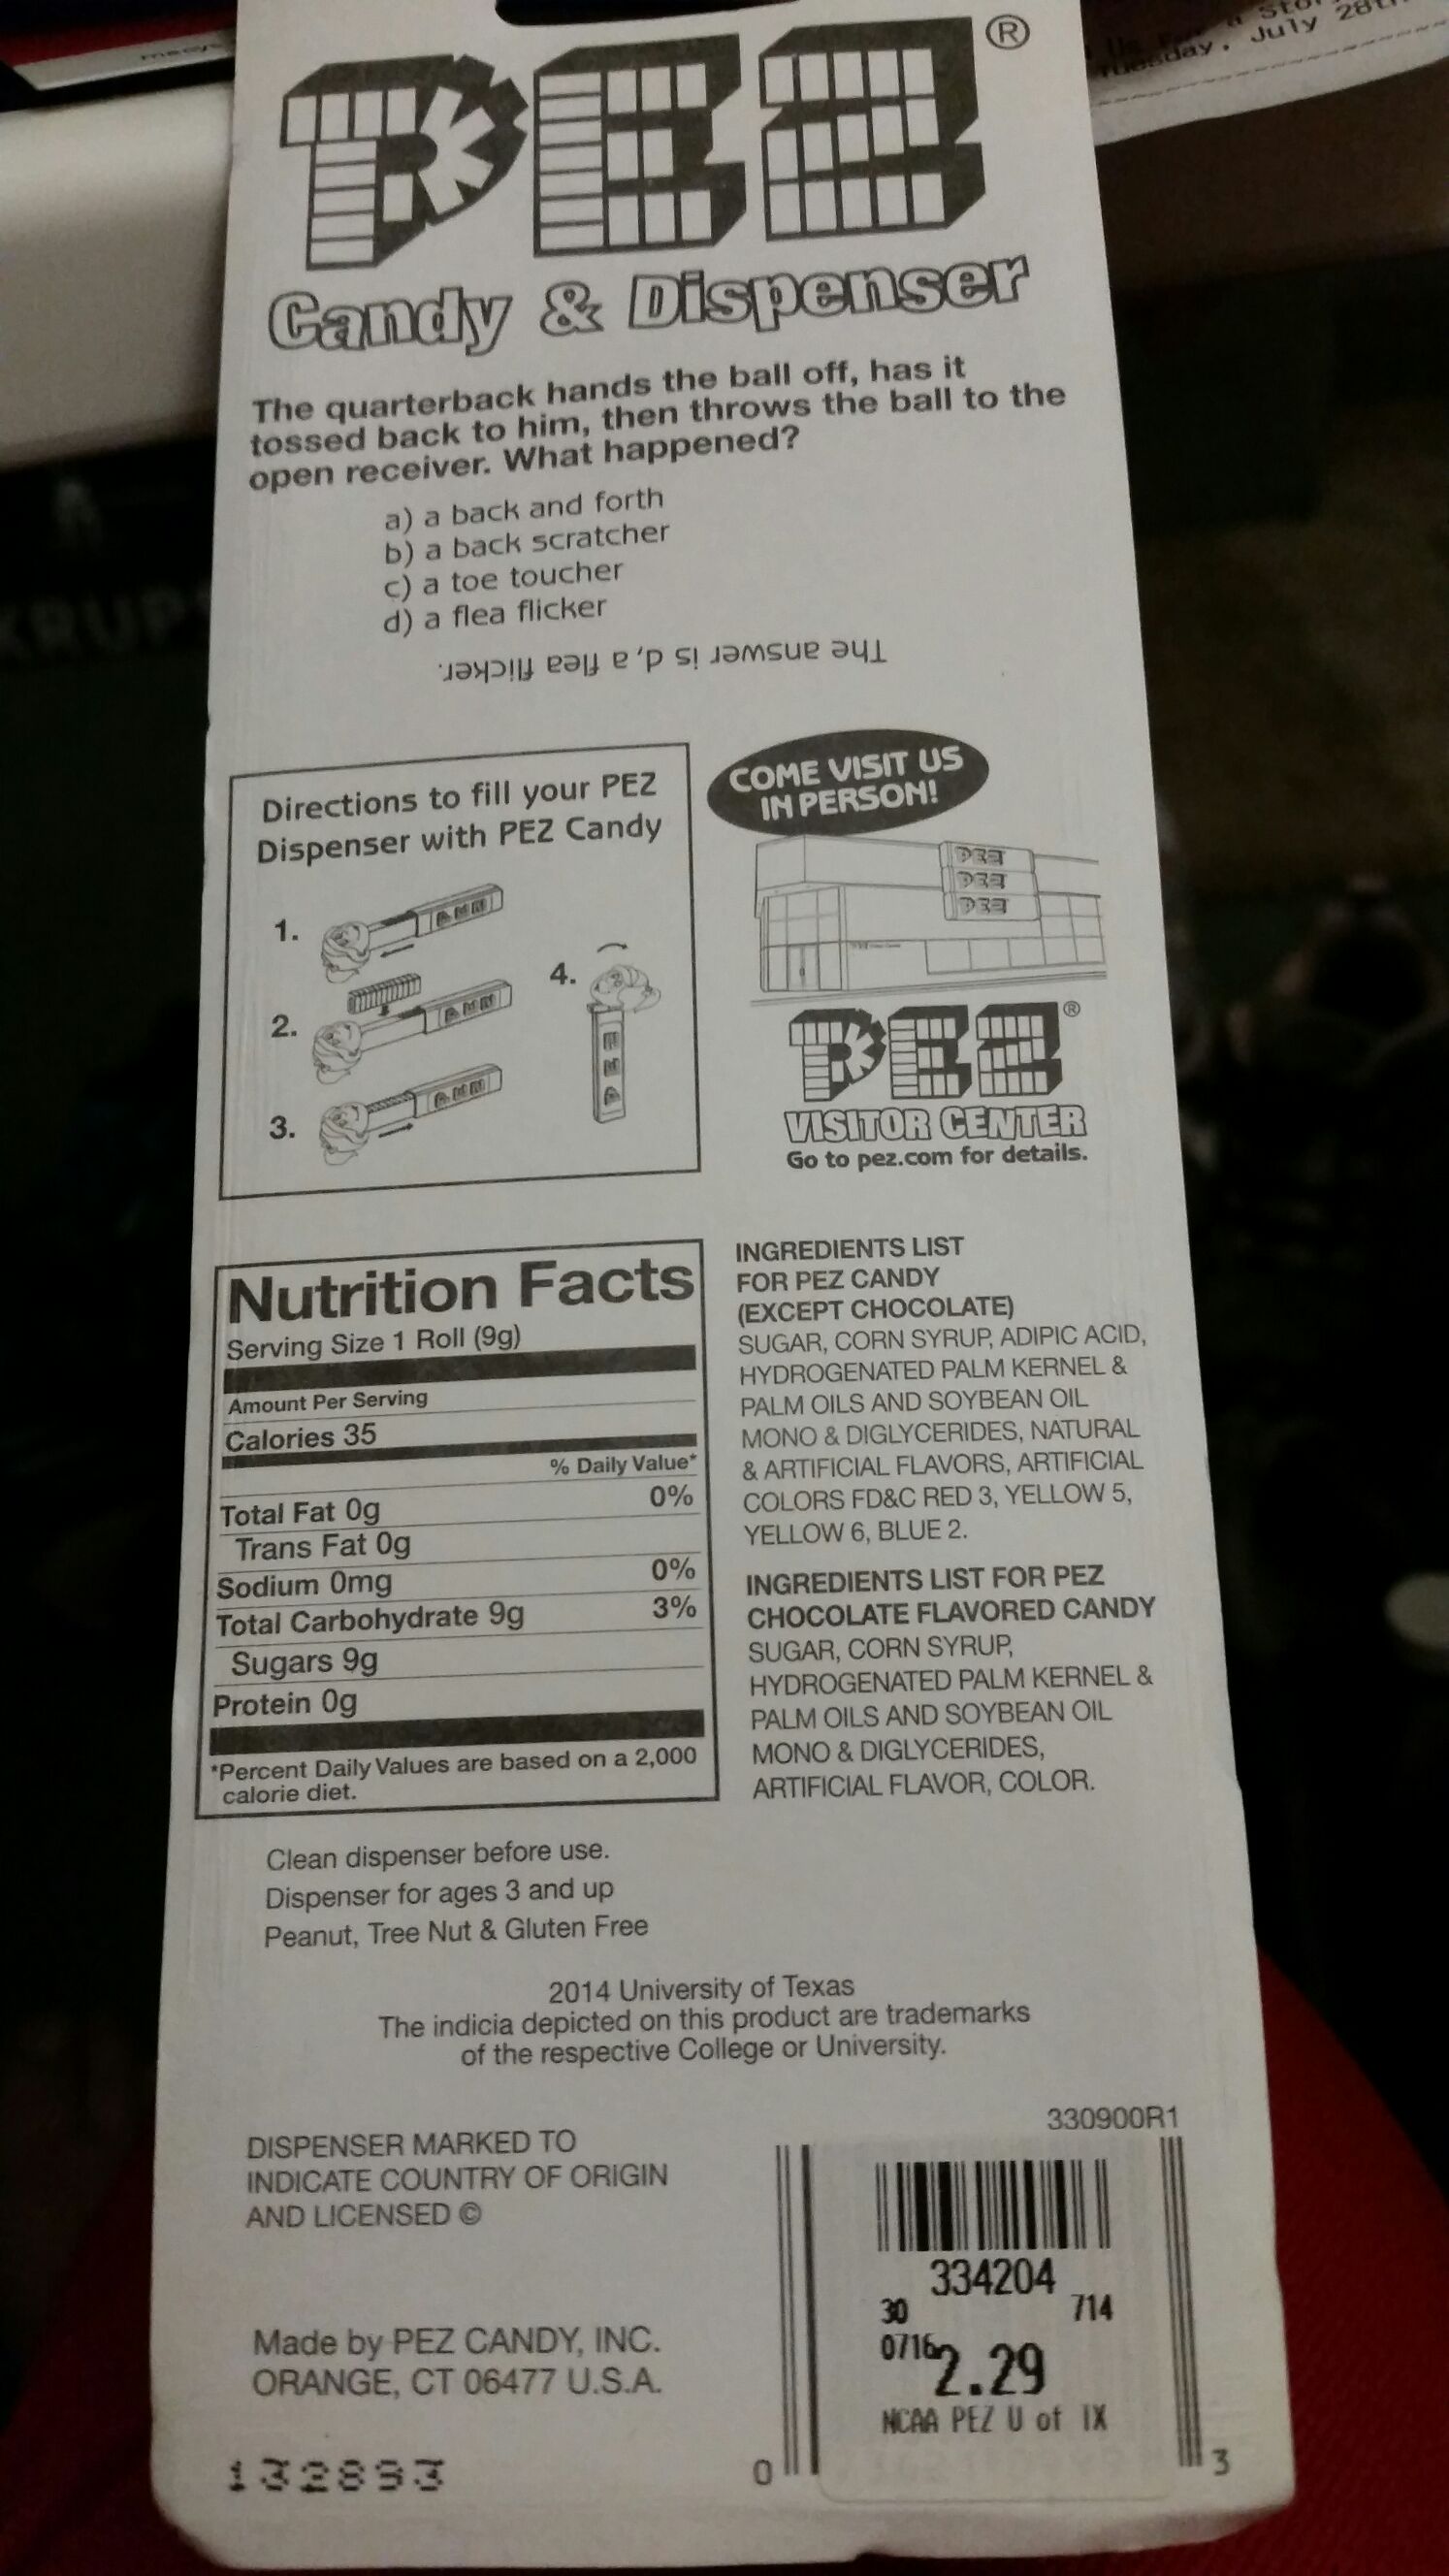 macys
Tuesday, July 28th
KRUPS
PEZ®
Candy & Dispenser
The quarterback hands the ball off, has it
tossed back to him, then throws the ball to the
open receiver. What happened?
a) a back and forth
b) a back scratcher
c) a toe toucher
d) a flea flicker
The answer is d, a flea flicker.
Directions to fill your PEZ
Dispenser with PEZ Candy
1.
2.
3.
4.
PEZ
PEZ
PEZ
PEZ
COME VISIT US
IN PERSON!
PEZ
PEZ
PEZ
PEZ®
VISITOR CENTER
Go to pez.com for details.
Nutrition Facts
Serving Size 1 Roll (9g)
Amount Per Serving
Calories 35
% Daily Value*
Total Fat 0g 0%
Trans Fat 0g
Sodium 0mg 0%
Total Carbohydrate 9g 3%
Sugars 9g
Protein 0g
*Percent Daily Values are based on a 2,000
calorie diet.
INGREDIENTS LIST
FOR PEZ CANDY
(EXCEPT CHOCOLATE)
SUGAR, CORN SYRUP, ADIPIC ACID,
HYDROGENATED PALM KERNEL &
PALM OILS AND SOYBEAN OIL
MONO & DIGLYCERIDES, NATURAL
& ARTIFICIAL FLAVORS, ARTIFICIAL
COLORS FD&C RED 3, YELLOW 5,
YELLOW 6, BLUE 2.
INGREDIENTS LIST FOR PEZ
CHOCOLATE FLAVORED CANDY
SUGAR, CORN SYRUP,
HYDROGENATED PALM KERNEL &
PALM OILS AND SOYBEAN OIL
MONO & DIGLYCERIDES,
ARTIFICIAL FLAVOR, COLOR.
Clean dispenser before use.
Dispenser for ages 3 and up
Peanut, Tree Nut & Gluten Free
2014 University of Texas
The indicia depicted on this product are trademarks
of the respective College or University.
DISPENSER MARKED TO
INDICATE COUNTRY OF ORIGIN
AND LICENSED ©
Made by PEZ CANDY, INC.
ORANGE, CT 06477 U.S.A.
132893
330900R1
334204
30 714
0716 2.29
NCAA PEZ U of TX
0 3